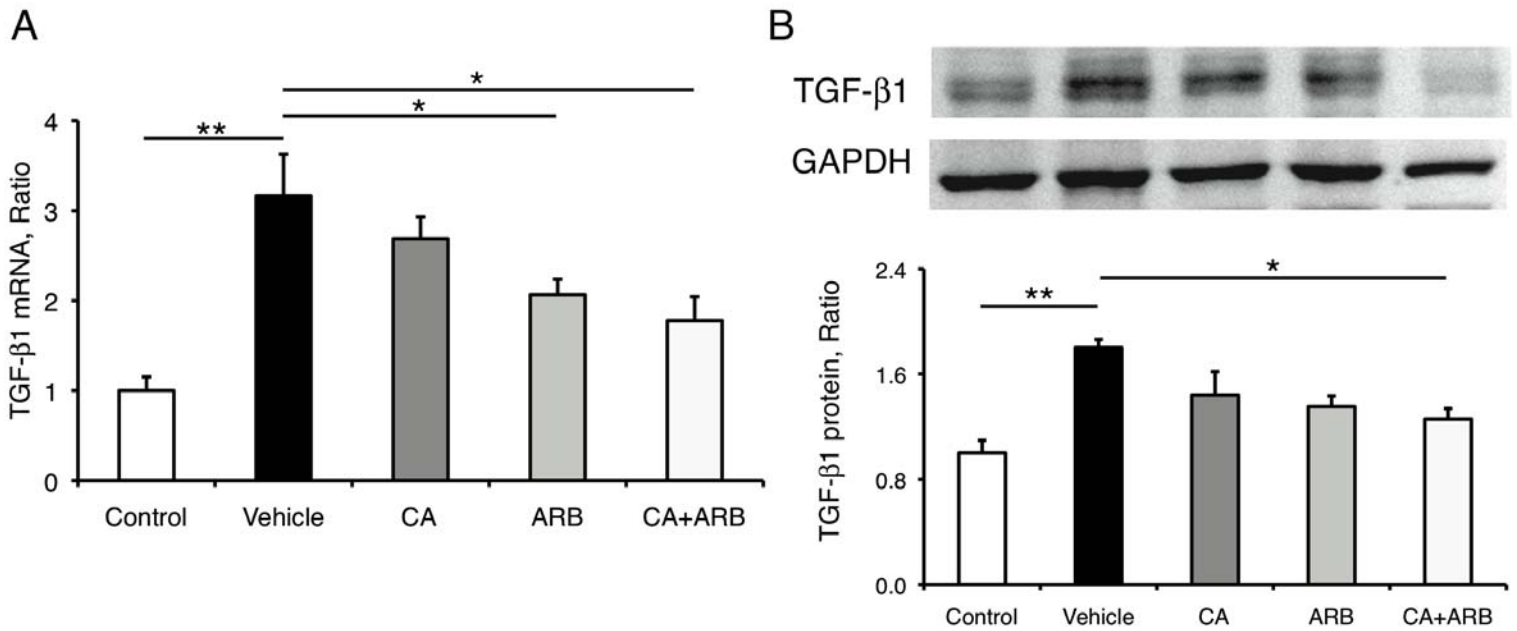 A
TGF-β1 mRNA, Ratio
4
3
2
1
0
**
*
*
Control Vehicle CA ARB CA+ARB
B
TGF-β1
GAPDH
TGF-β1 protein, Ratio
2.4
1.6
0.8
0.0
**
*
Control Vehicle CA ARB CA+ARB